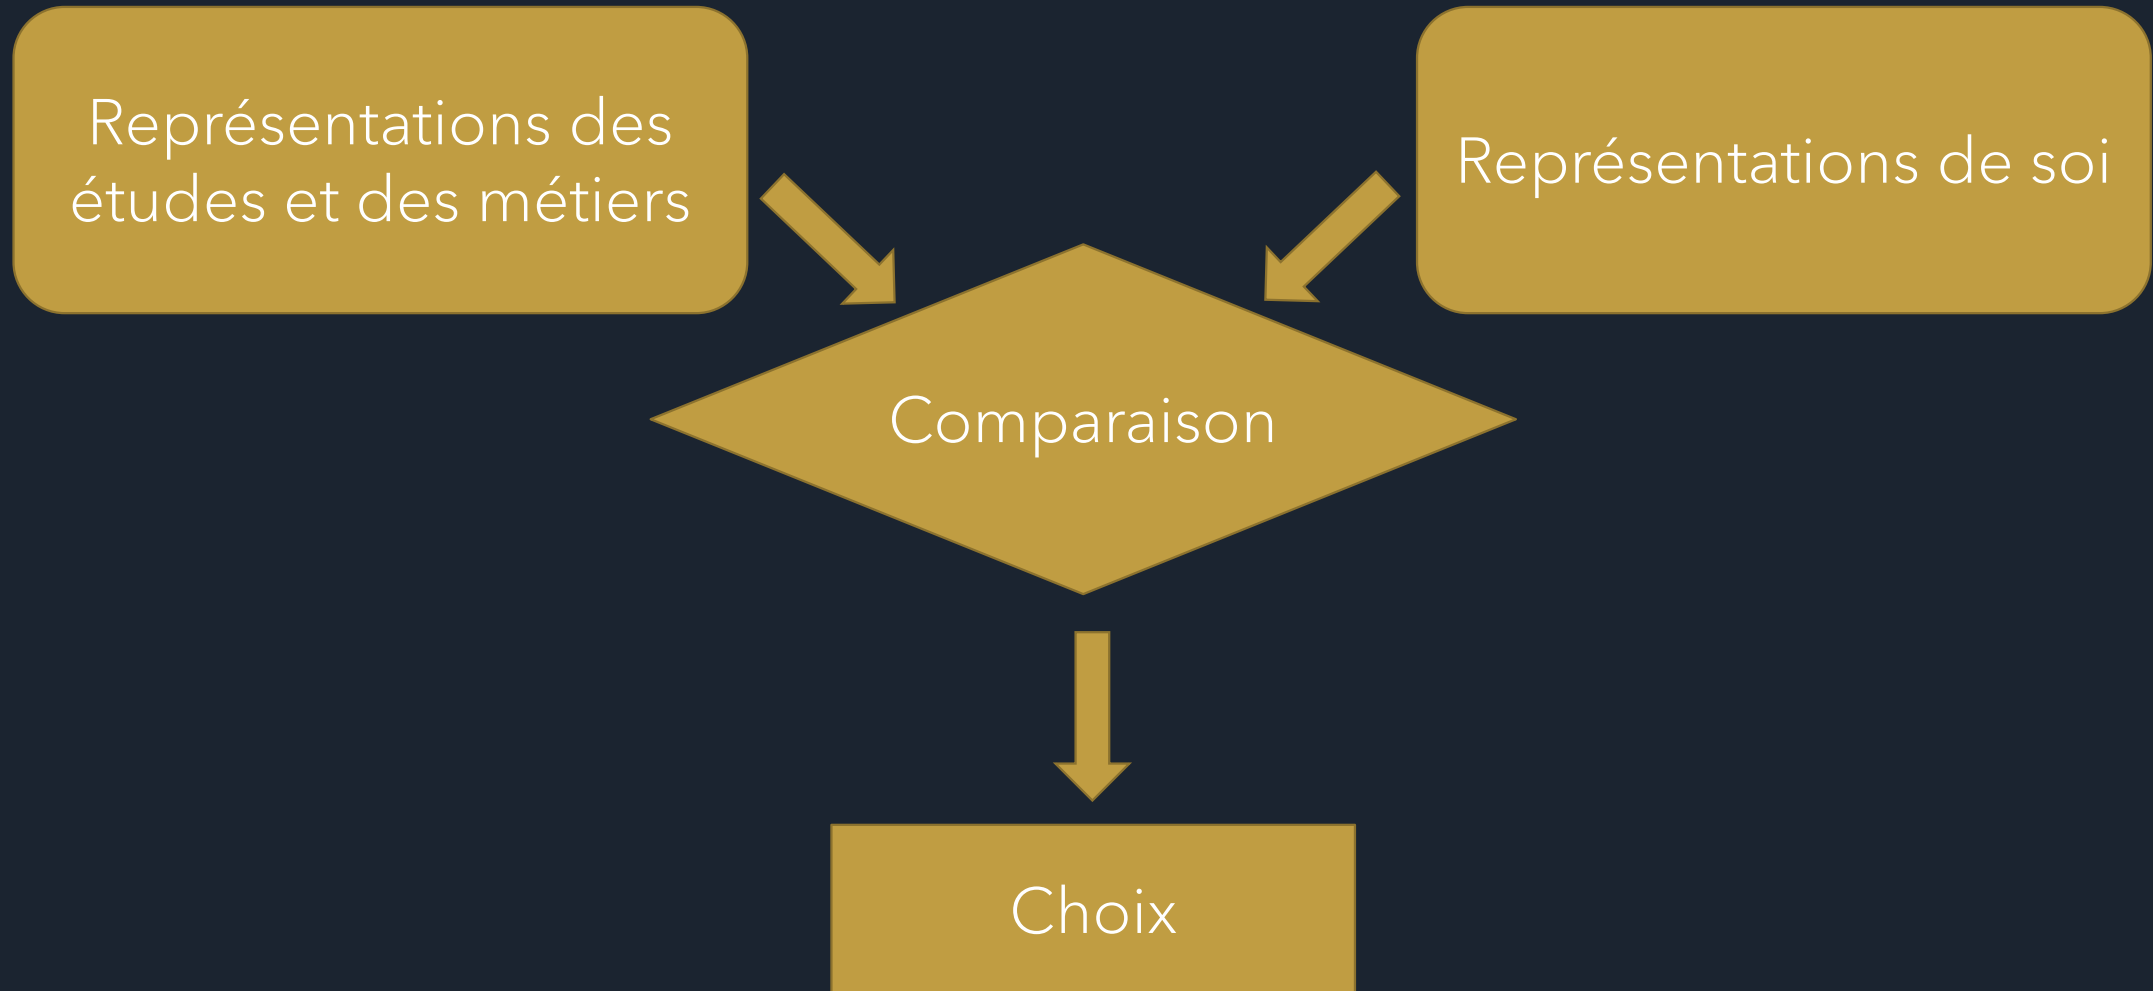 Représentations des
études et des métiers
Représentations de soi
Comparaison
Choix